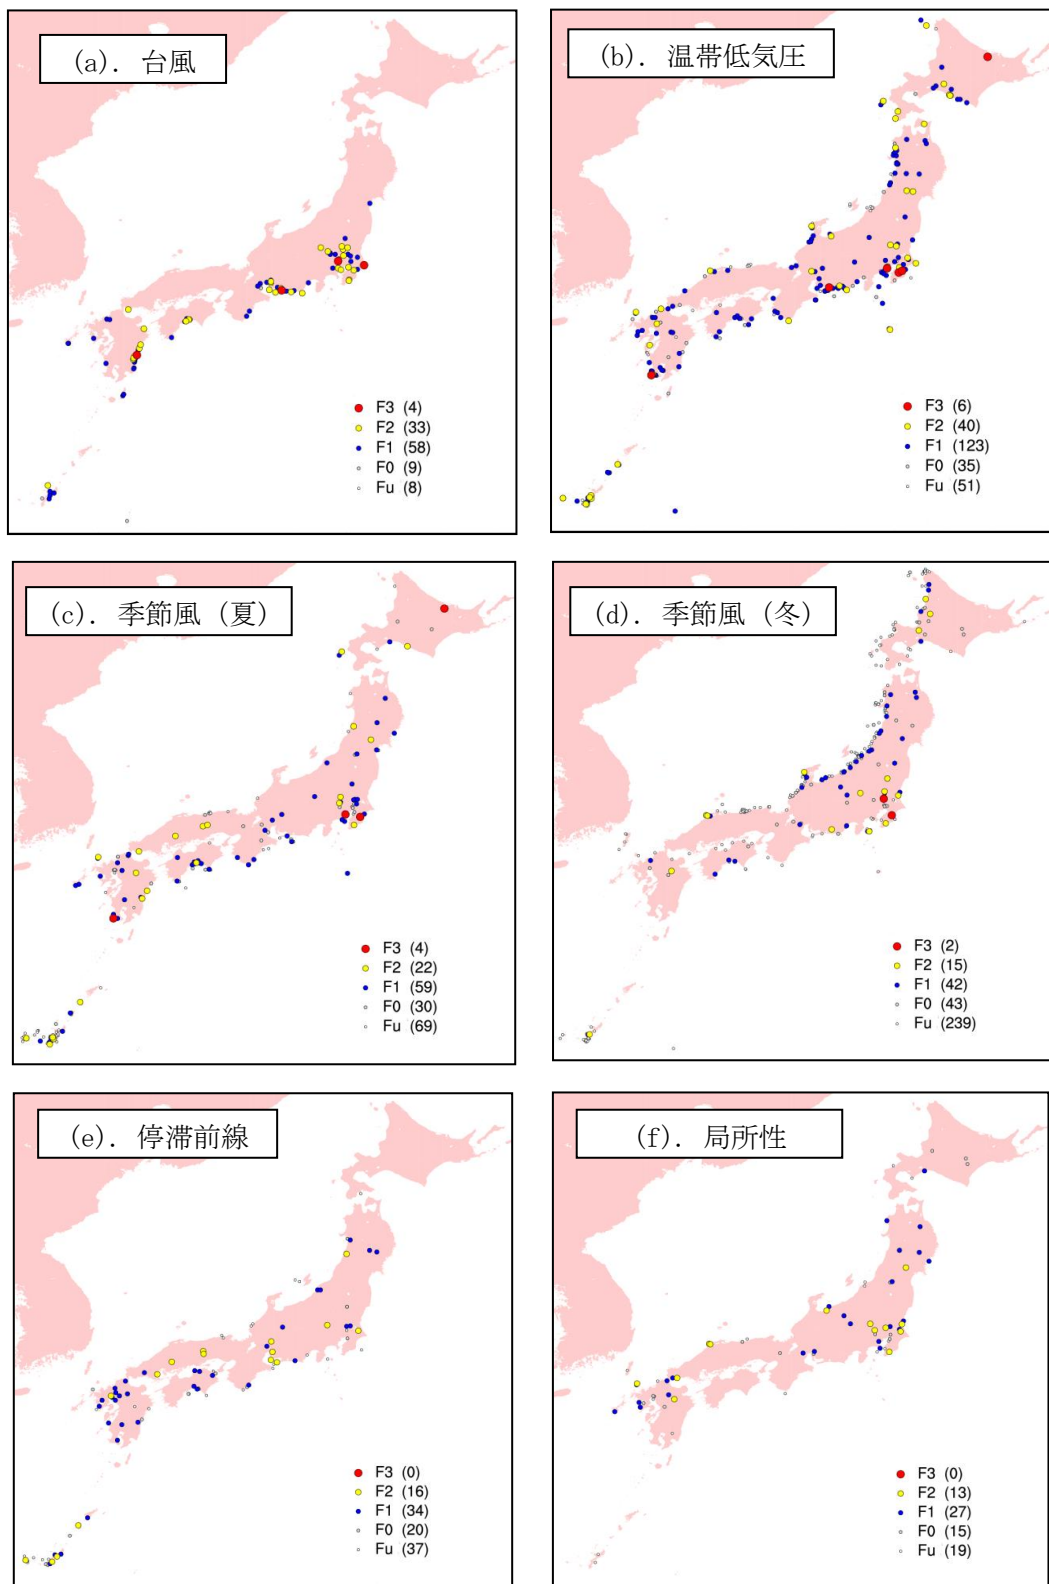 (a). 台風
F3 (4)
F2 (33)
F1 (58)
F0 (9)
Fu (8)
(b). 温帯低気圧
F3 (6)
F2 (40)
F1 (123)
F0 (35)
Fu (51)
(c). 季節風 (夏)
F3 (4)
F2 (22)
F1 (59)
F0 (30)
Fu (69)
(d). 季節風 (冬)
F3 (2)
F2 (15)
F1 (42)
F0 (43)
Fu (239)
(e). 停滞前線
F3 (0)
F2 (16)
F1 (34)
F0 (20)
Fu (37)
(f). 局所性
F3 (0)
F2 (13)
F1 (27)
F0 (15)
Fu (19)